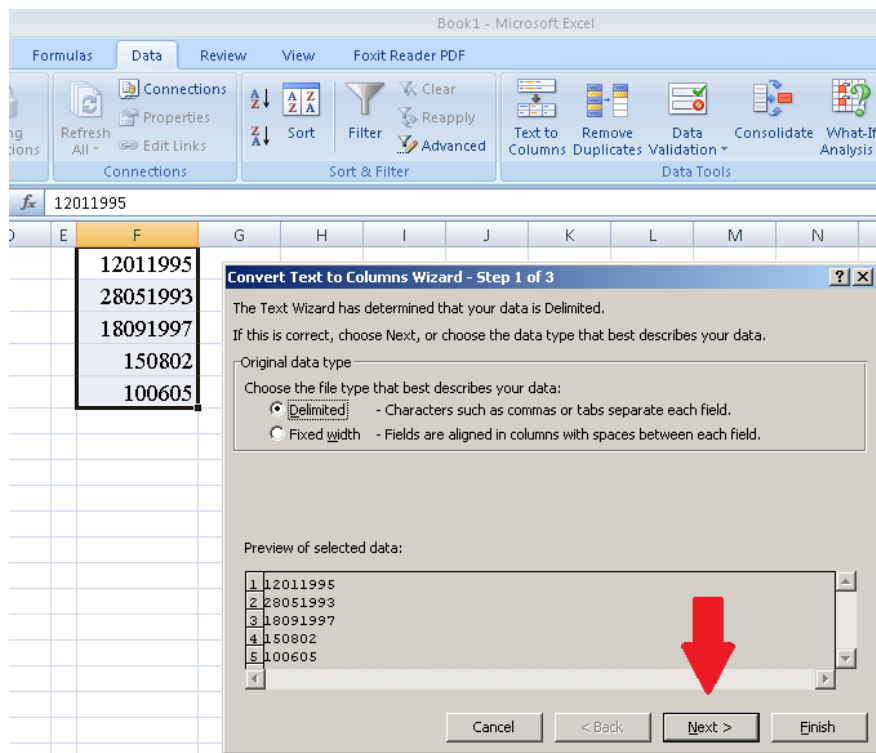 Book1 - Microsoft Excel
Formulas Data Review View Foxit Reader PDF
Refresh All Connections Properties Edit Links
Sort Filter Clear Reapply Advanced
Text to Columns Remove Duplicates Data Validation Consolidate What-If Analysis
Connections Sort & Filter Data Tools
fx 12011995
E F G H I J K L M N
12011995
28051993
18091997
150802
100605
Convert Text to Columns Wizard - Step 1 of 3
The Text Wizard has determined that your data is Delimited.
If this is correct, choose Next, or choose the data type that best describes your data.
Original data type
Choose the file type that best describes your data:
Delimited - Characters such as commas or tabs separate each field.
Fixed width - Fields are aligned in columns with spaces between each field.
Preview of selected data:
1 12011995
2 28051993
3 18091997
4 150802
5 100605
Cancel < Back Next > Finish